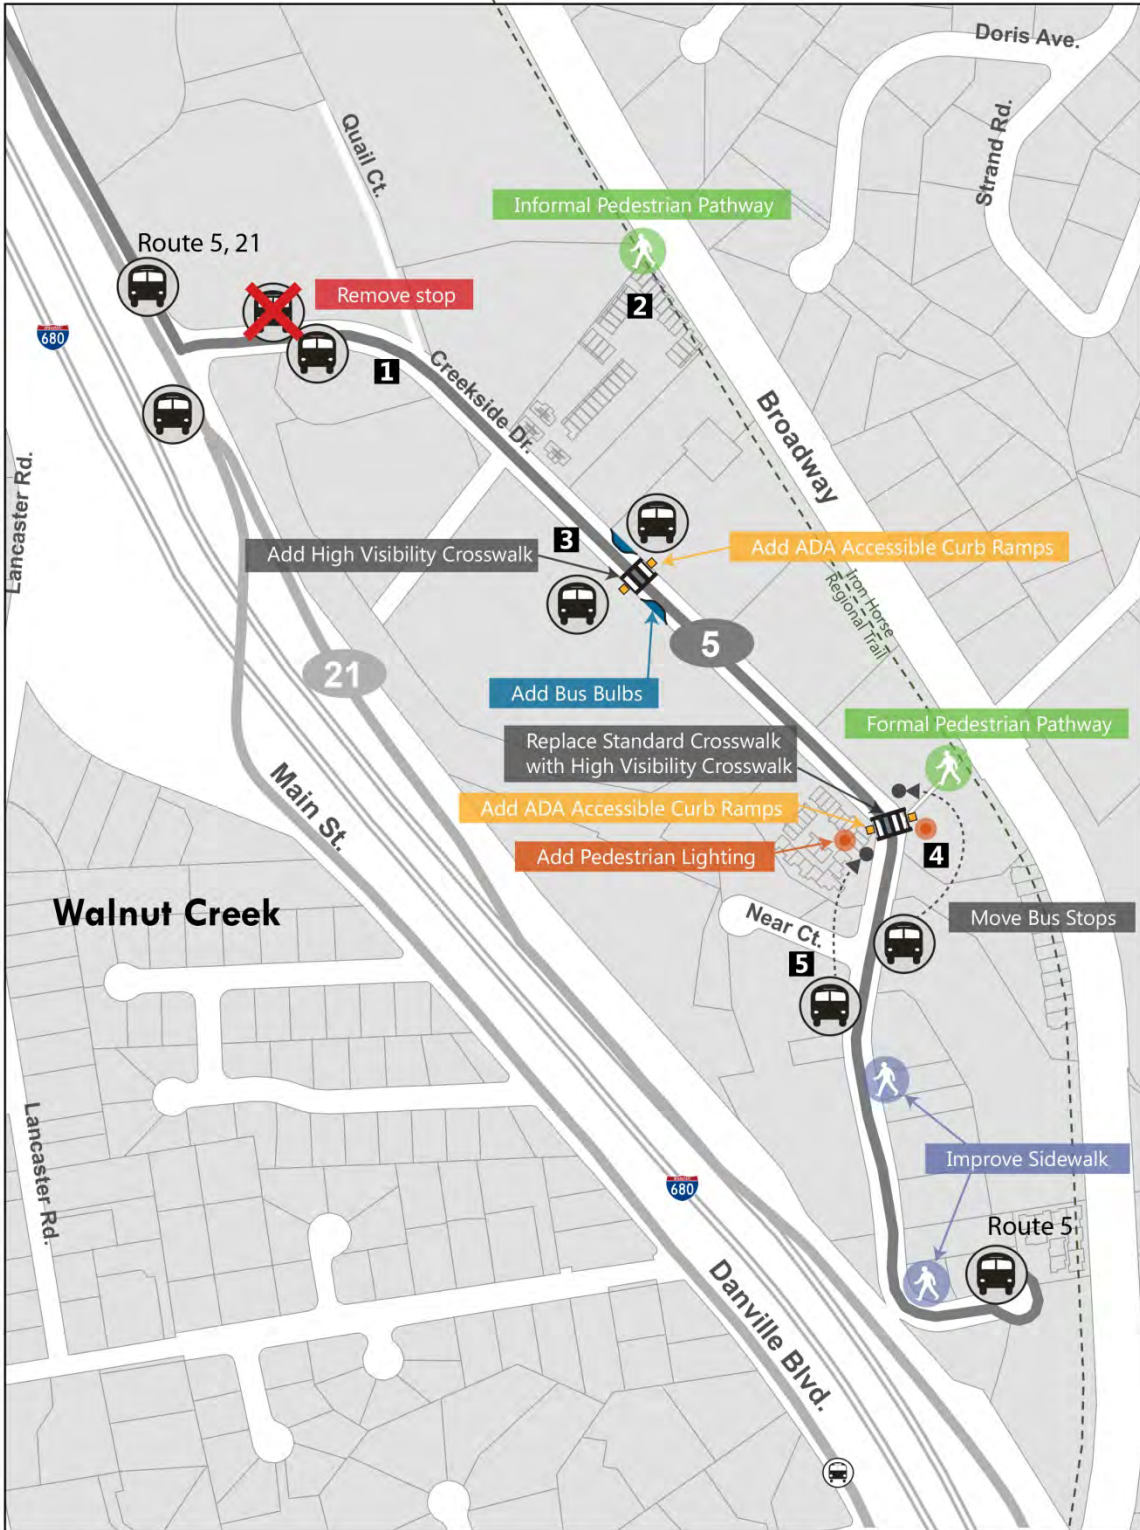 Doris Ave.
Strand Rd.
Quail Ct.
Informal Pedestrian Pathway
Route 5, 21
2
Remove stop
680
1
Creekside Dr.
Broadway
Lancaster Rd.
3
Add High Visibility Crosswalk
Add ADA Accessible Curb Ramps
Iron Horse
Regional Trail
5
21
Add Bus Bulbs
Formal Pedestrian Pathway
Replace Standard Crosswalk
with High Visibility Crosswalk
Main St.
Add ADA Accessible Curb Ramps
Add Pedestrian Lighting
4
Walnut Creek
Near Ct.
Move Bus Stops
5
Lancaster Rd.
Improve Sidewalk
680
Route 5
Danville Blvd.